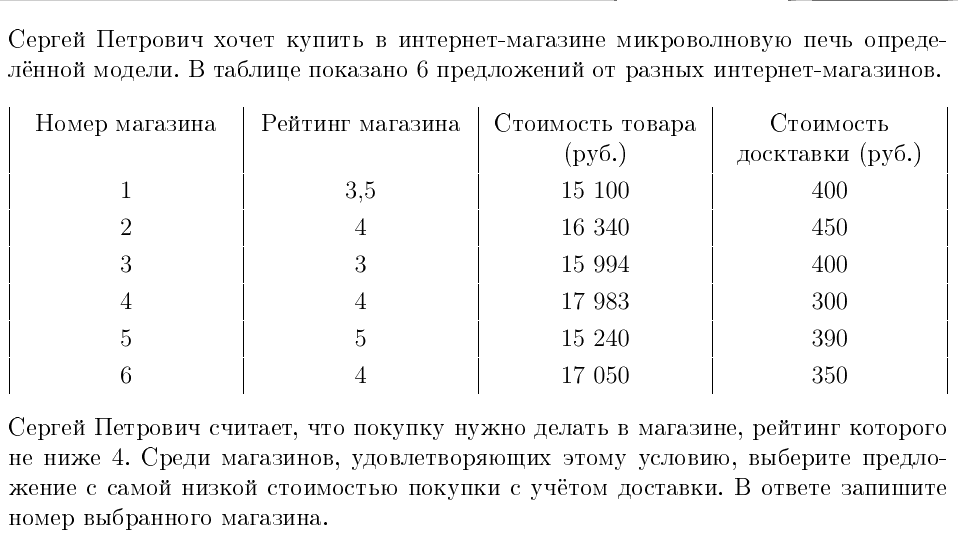 Сергей Петрович хочет купить в интернет-магазине микроволновую печь опреде-
лённой модели. В таблице показано 6 предложений от разных интернет-магазинов.
Номер магазина Рейтинг магазина Стоимость товара Стоимость
(руб.) досктавки (руб.)
1 3,5 15 100 400
2 4 16 340 450
3 3 15 994 400
4 4 17 983 300
5 5 15 240 390
6 4 17 050 350
Сергей Петрович считает, что покупку нужно делать в магазине, рейтинг которого
не ниже 4. Среди магазинов, удовлетворяющих этому условию, выберите предло-
жение с самой низкой стоимостью покупки с учётом доставки. В ответе запишите
номер выбранного магазина.